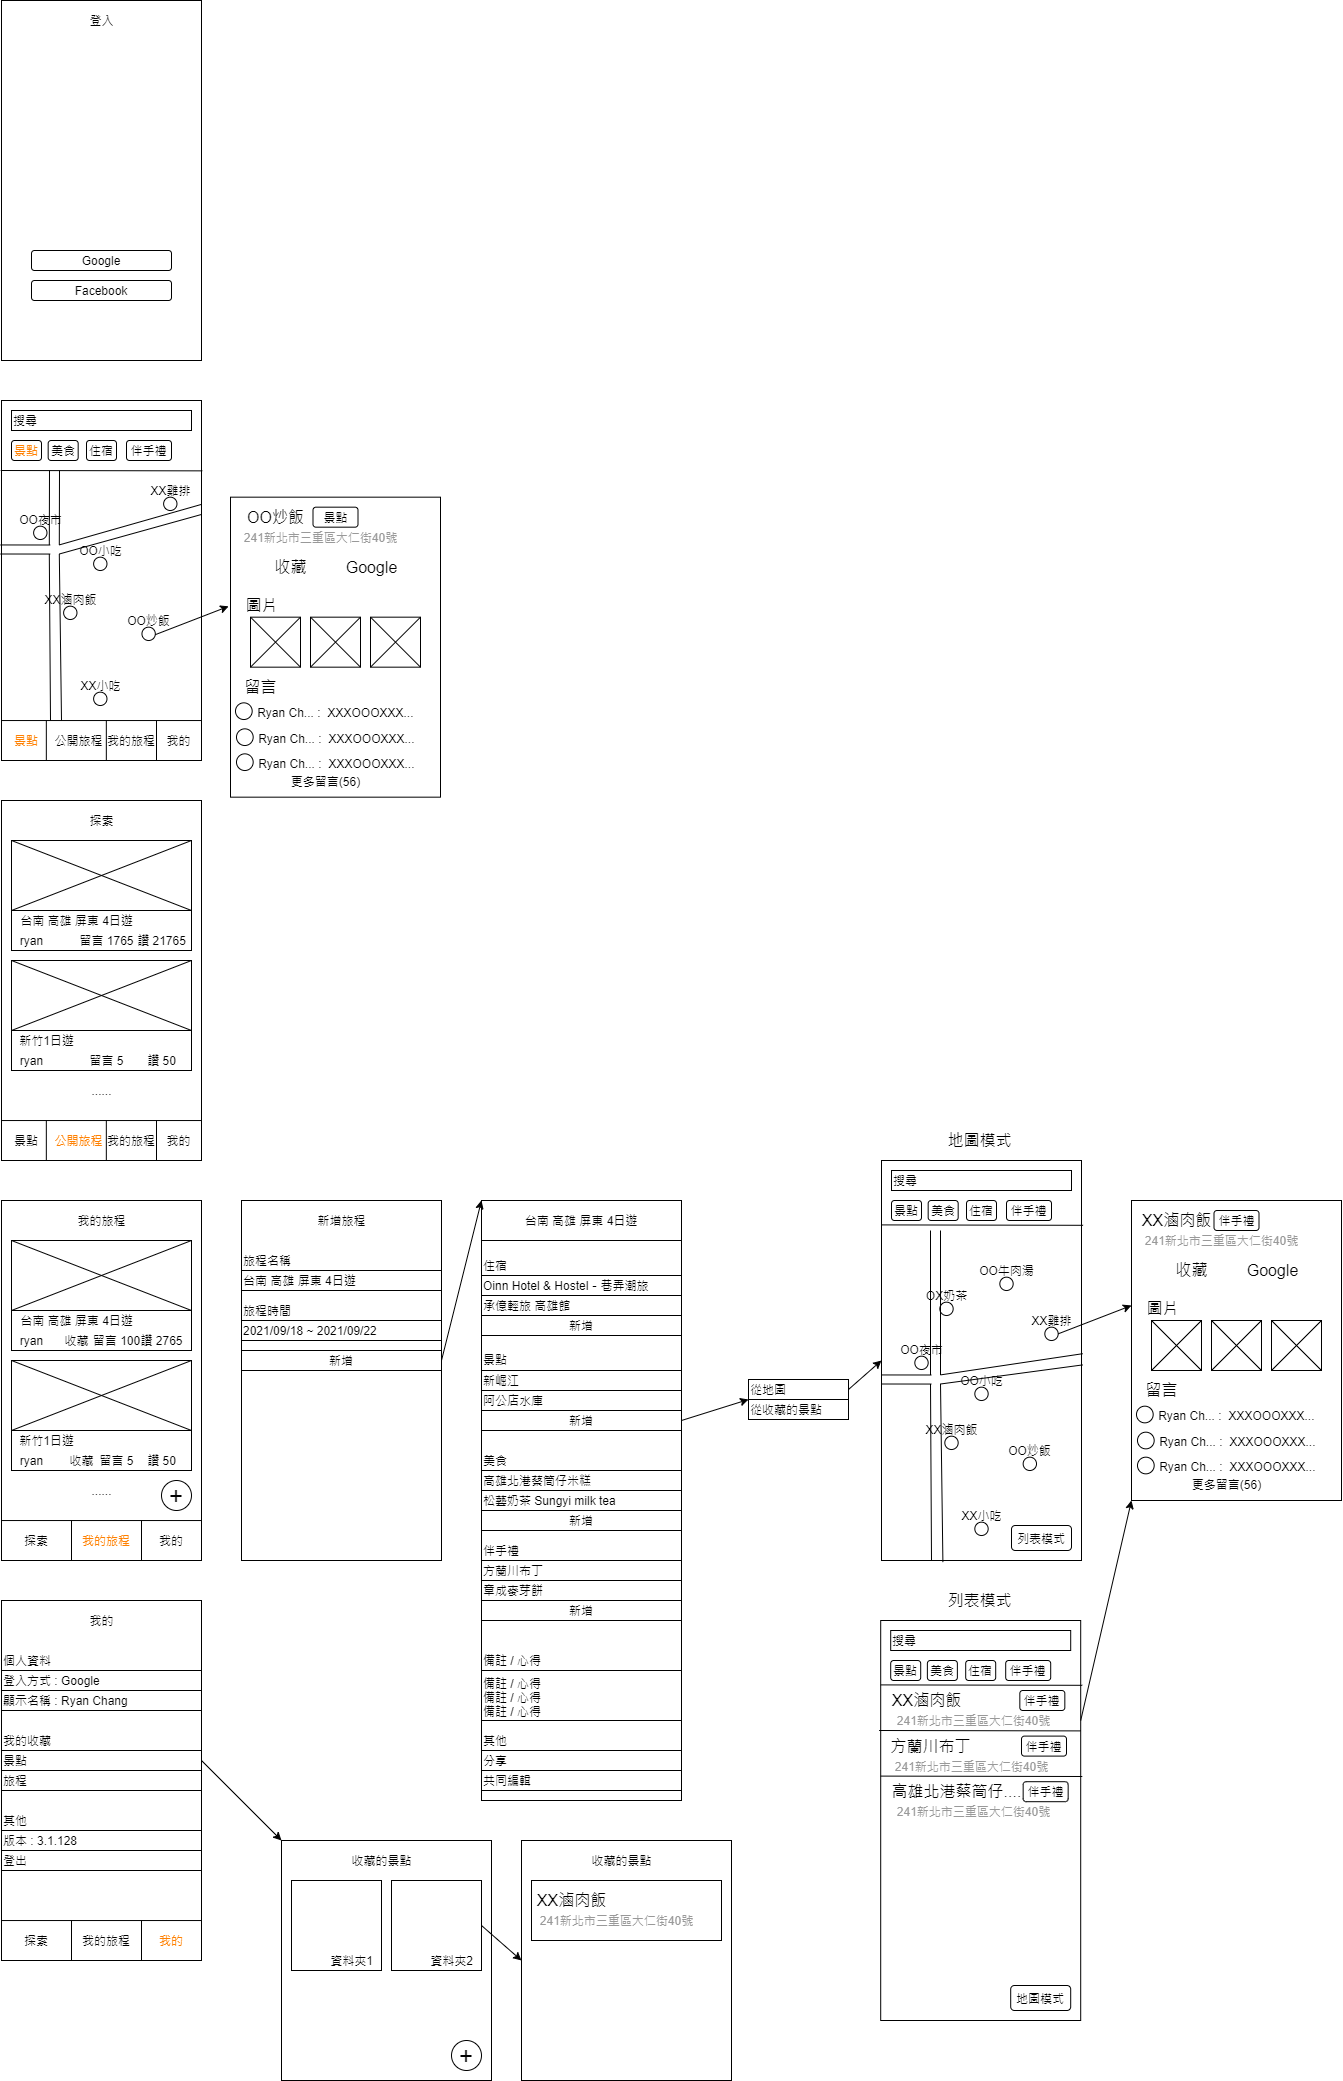 登入
Google
Facebook
搜尋
景點 美食 住宿 伴手禮
XX雞排
OO夜市
OO小吃
XX滷肉飯
OO炒飯
XX小吃
景點 公開旅程 我的旅程 我的
OO炒飯 景點
241新北市三重區大仁街40號
收藏 Google
圖片
留言
Ryan Ch... : XXXOOOXXX...
Ryan Ch... : XXXOOOXXX...
Ryan Ch... : XXXOOOXXX...
更多留言(56)
探索
台南 高雄 屏東 4日遊
ryan 留言 1765 讚 21765
新竹1日遊
ryan 留言 5 讚 50
......
景點 公開旅程 我的旅程 我的
我的旅程
台南 高雄 屏東 4日遊
ryan 收藏 留言 100讚 2765
新竹1日遊
ryan 收藏 留言 5 讚 50
......
+
探索 我的旅程 我的
新增旅程
旅程名稱
台南 高雄 屏東 4日遊
旅程時間
2021/09/18 ~ 2021/09/22
新增
台南 高雄 屏東 4日遊
住宿
Oinn Hotel & Hostel - 巷弄潮旅
承億輕旅 高雄館
新增
景點
新崛江
阿公店水庫
新增
美食
高雄北港蔡筒仔米糕
松藝奶茶 Sungyi milk tea
新增
伴手禮
方蘭川布丁
章成麥芽餅
新增
備註 / 心得
備註 / 心得
備註 / 心得
備註 / 心得
其他
分享
共同編輯
從地圖
從收藏的景點
地圖模式
搜尋
景點 美食 住宿 伴手禮
OO牛肉湯
OX奶茶
XX雞排
OO夜市
OO小吃
XX滷肉飯
OO炒飯
XX小吃
列表模式
XX滷肉飯 伴手禮
241新北市三重區大仁街40號
收藏 Google
圖片
留言
Ryan Ch... : XXXOOOXXX...
Ryan Ch... : XXXOOOXXX...
Ryan Ch... : XXXOOOXXX...
更多留言(56)
列表模式
搜尋
景點 美食 住宿 伴手禮
XX滷肉飯 伴手禮
241新北市三重區大仁街40號
方蘭川布丁 伴手禮
241新北市三重區大仁街40號
高雄北港蔡筒仔.... 伴手禮
241新北市三重區大仁街40號
地圖模式
我的
個人資料
登入方式 : Google
顯示名稱 : Ryan Chang
我的收藏
景點
旅程
其他
版本 : 3.1.128
登出
探索 我的旅程 我的
收藏的景點
資料夾1 資料夾2
+
收藏的景點
XX滷肉飯
241新北市三重區大仁街40號